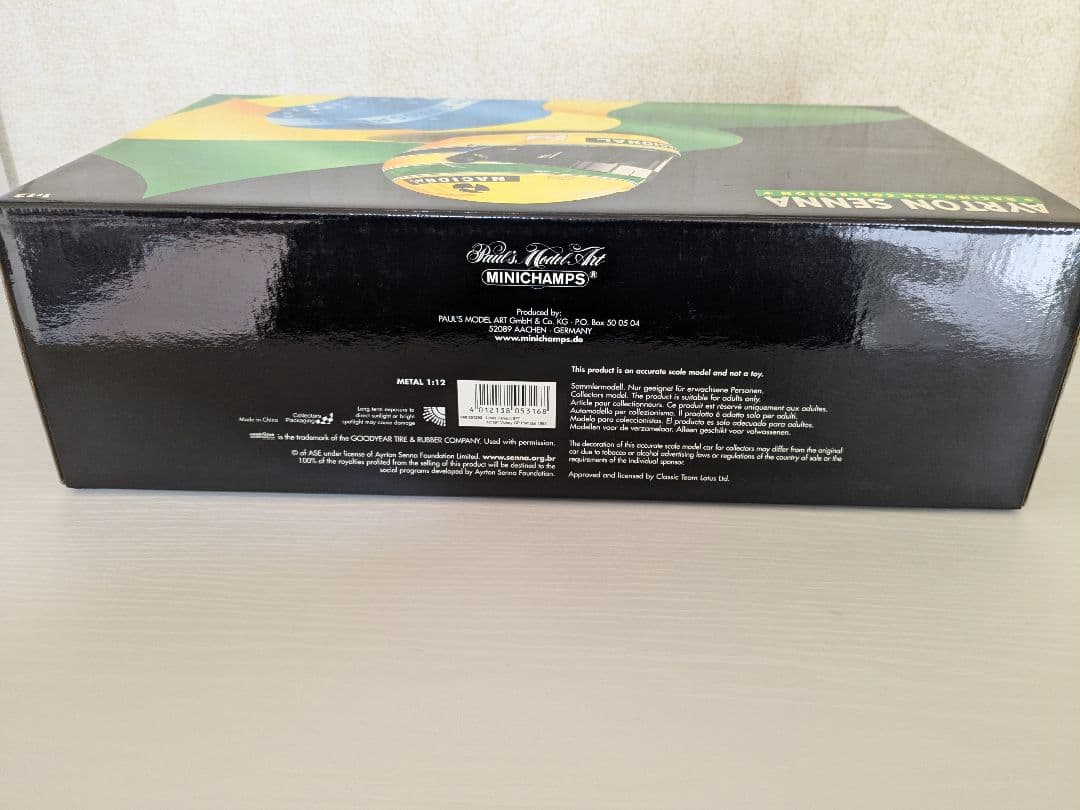 1:12
NACIONAL
AYRTON SENNA
RACING CAR COLLECTION
Paul's Model Art
MINICHAMPS®
Produced by:
PAUL'S MODEL ART GmbH & Co. KG · P.O. Box 50 05 04
52089 AACHEN · GERMANY
www.minichamps.de
METAL 1:12
4 012138 053168
Made in China
Collectors
Packaging
Long term exposure to
direct sunlight or bright
spotlight may cause damage
is the trademark of the GOODYEAR TIRE & RUBBER COMPANY. Used with permission.
© of ASE under license of Ayrton Senna Foundation Limited. www.senna.org.br
100% of the royalties profited from the selling of this product will be destined to the
social programs developed by Ayrton Senna Foundation.
This product is an accurate scale model and not a toy.
Sammlermodell. Nur geeignet für erwachsene Personen.
Collectors model. The product is suitable for adults only.
Article pour collectionneurs. Ce produit est réservé uniquement aux adultes.
Automodello per collezionismo. Il prodotto è adatto solo per adulti.
Modelo para coleccionistas. El producto es solo adecuado para adultos.
Modellen voor de verzamelaar. Alleen geschikt voor volwassenen.
The decoration of this accurate scale model car for collectors may differ from the original
car due to tobacco or alcohol advertising laws or regulations of the country of sale or the
requirements of the individual sponsor.
Approved and licensed by Classic Team Lotus Ltd.